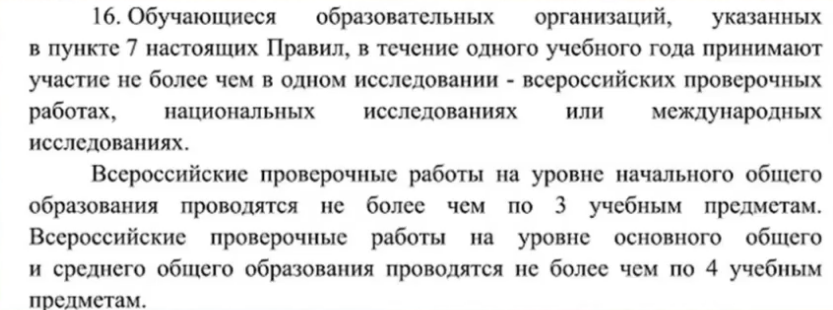 16. Обучающиеся образовательных организаций, указанных
в пункте 7 настоящих Правил, в течение одного учебного года принимают
участие не более чем в одном исследовании - всероссийских проверочных
работах, национальных исследованиях или международных
исследованиях.
Всероссийские проверочные работы на уровне начального общего
образования проводятся не более чем по 3 учебным предметам.
Всероссийские проверочные работы на уровне основного общего
и среднего общего образования проводятся не более чем по 4 учебным
предметам.